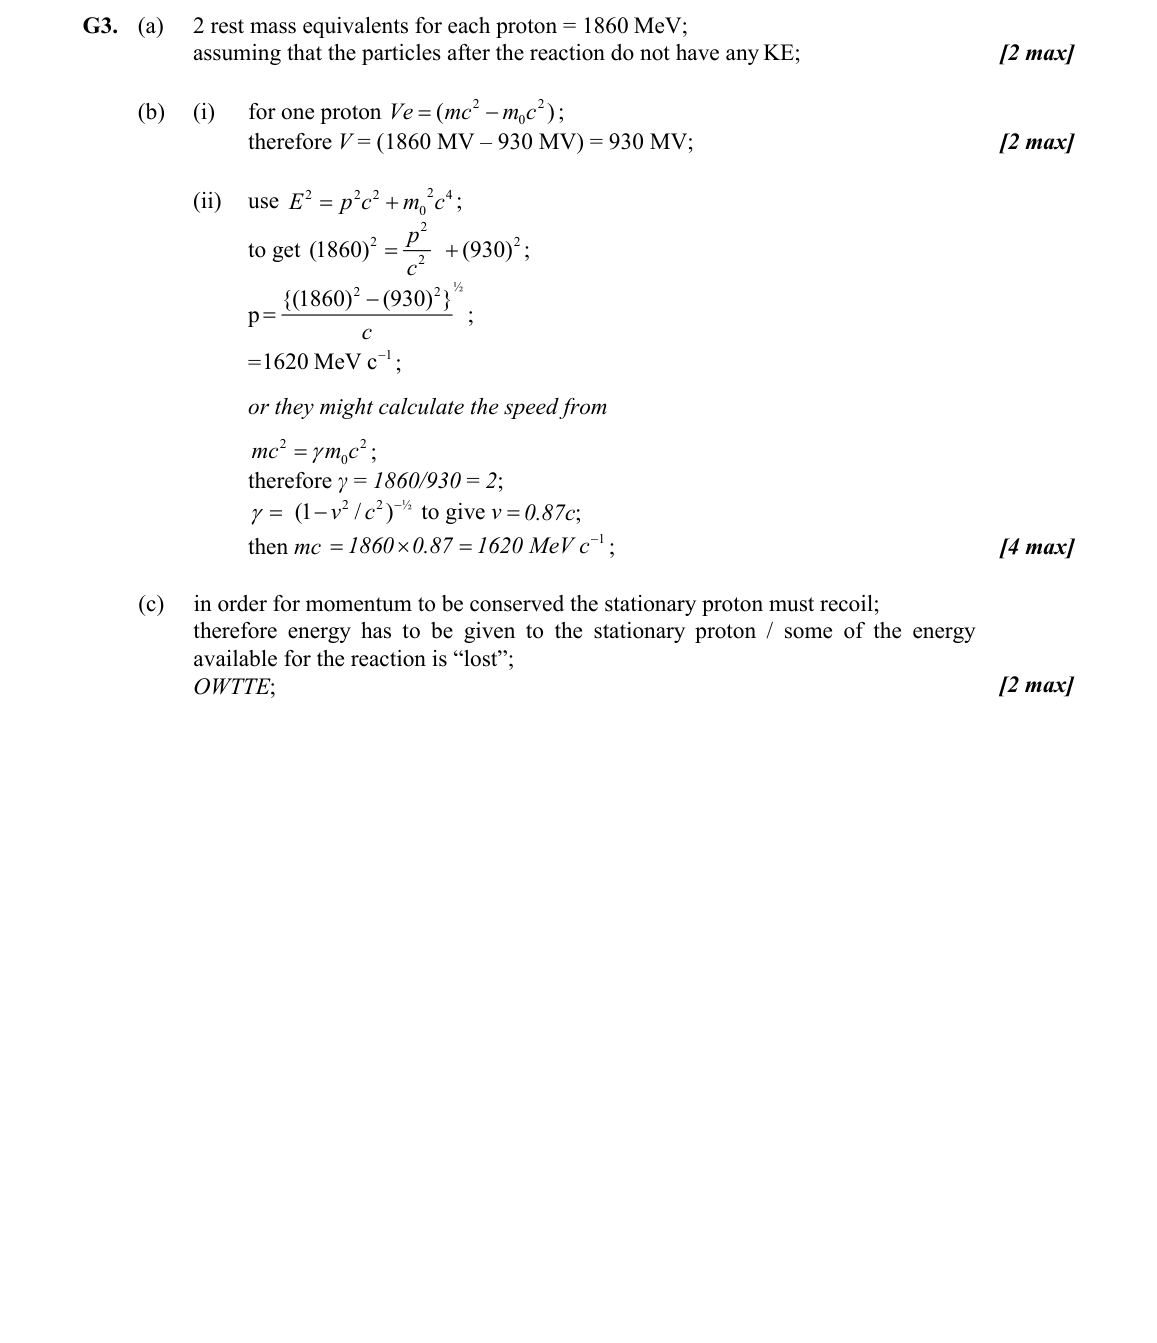 G3. (a) 2 rest mass equivalents for each proton = 1860 MeV;
assuming that the particles after the reaction do not have any KE; [2 max]
(b) (i) for one proton Ve = (mc² – m₀c²);
therefore V = (1860 MV – 930 MV) = 930 MV; [2 max]
(ii) use E² = p²c² + m₀²c⁴;
to get (1860)² = p²/c² + (930)²;
p= {(1860)² – (930)²}^½ / c ;
=1620 MeV c⁻¹;
or they might calculate the speed from
mc² = γm₀c²;
therefore γ = 1860/930 = 2;
γ = (1 – v² / c²)^–½ to give v = 0.87c;
then mc = 1860 × 0.87 = 1620 MeV c⁻¹; [4 max]
(c) in order for momentum to be conserved the stationary proton must recoil;
therefore energy has to be given to the stationary proton / some of the energy
available for the reaction is “lost”;
OWTTE; [2 max]